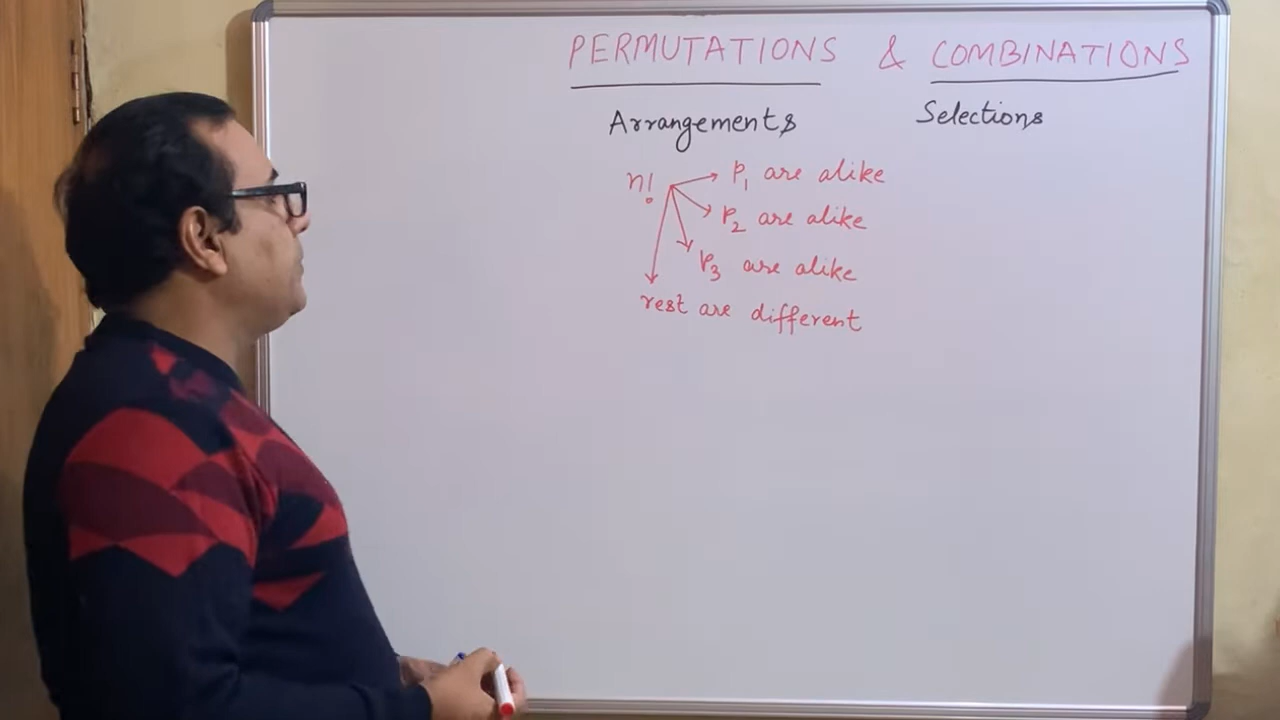 PERMUTATIONS & COMBINATIONS
Arrangements Selections
n! P₁ are alike
P₂ are alike
P₃ are alike
rest are different